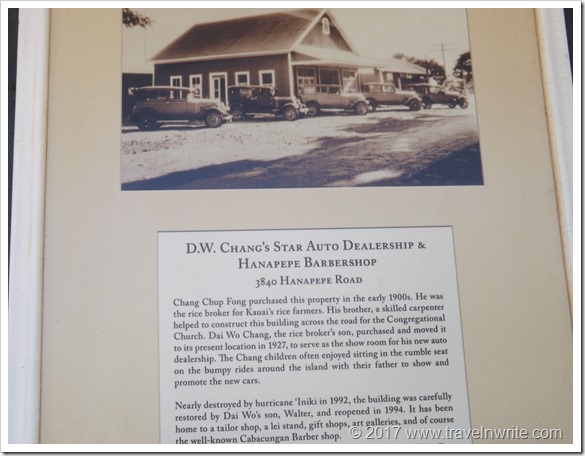 D.W. Chang's Star Auto Dealership &
Hanapepe Barbershop
3840 Hanapepe Road
Chang Chup Fong purchased this property in the early 1900s. He was
the rice broker for Kauai's rice farmers. His brother, a skilled carpenter
helped to construct this building across the road for the Congregational
Church. Dai Wo Chang, the rice broker's son, purchased and moved it
to its present location in 1927, to serve as the show room for his new auto
dealership. The Chang children often enjoyed sitting in the rumble seat
on the bumpy rides around the island with their father to show and
promote the new cars.
Nearly destroyed by hurricane 'Iniki in 1992, the building was carefully
restored by Dai Wo's son, Walter, and reopened in 1994. It has been
home to a tailor shop, a lei stand, gift shops, art galleries, and of course
the well-known Cabacungan Barber shop.
© 2017 www.travelnwrite.com